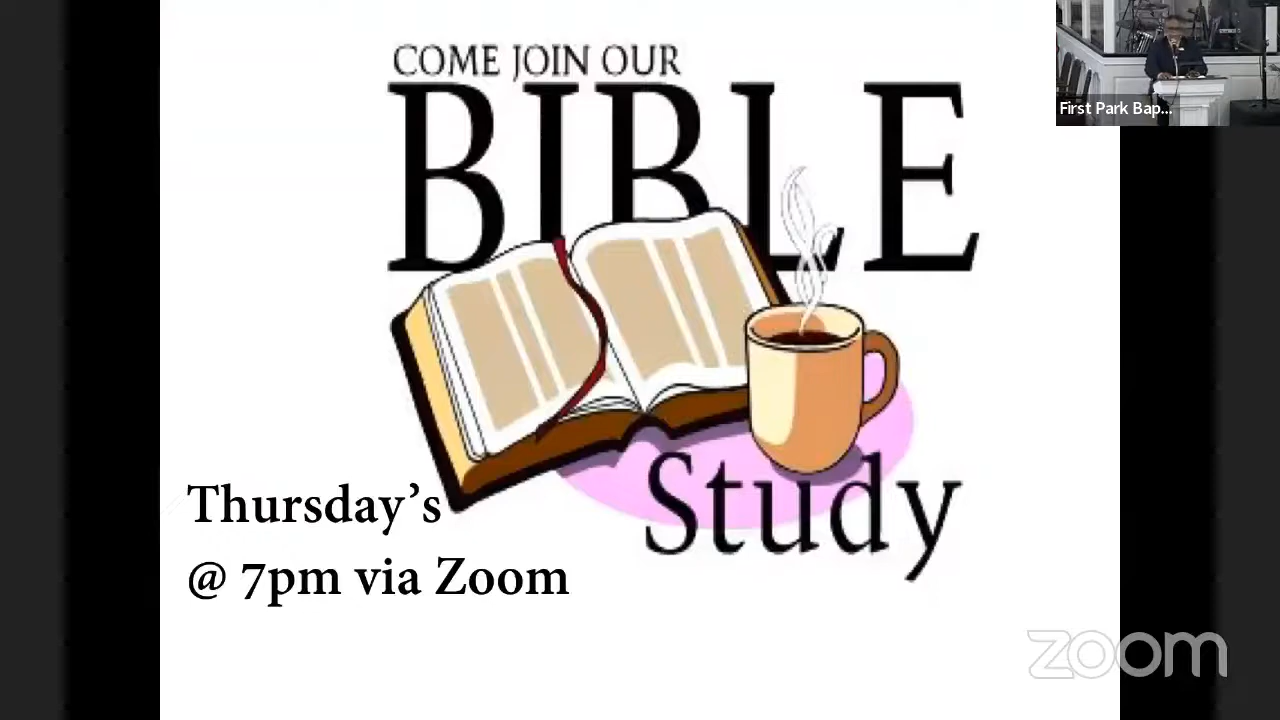 COME JOIN OUR
BIBLE
Study
Thursday’s
@ 7pm via Zoom
First Park Bap...
zoom